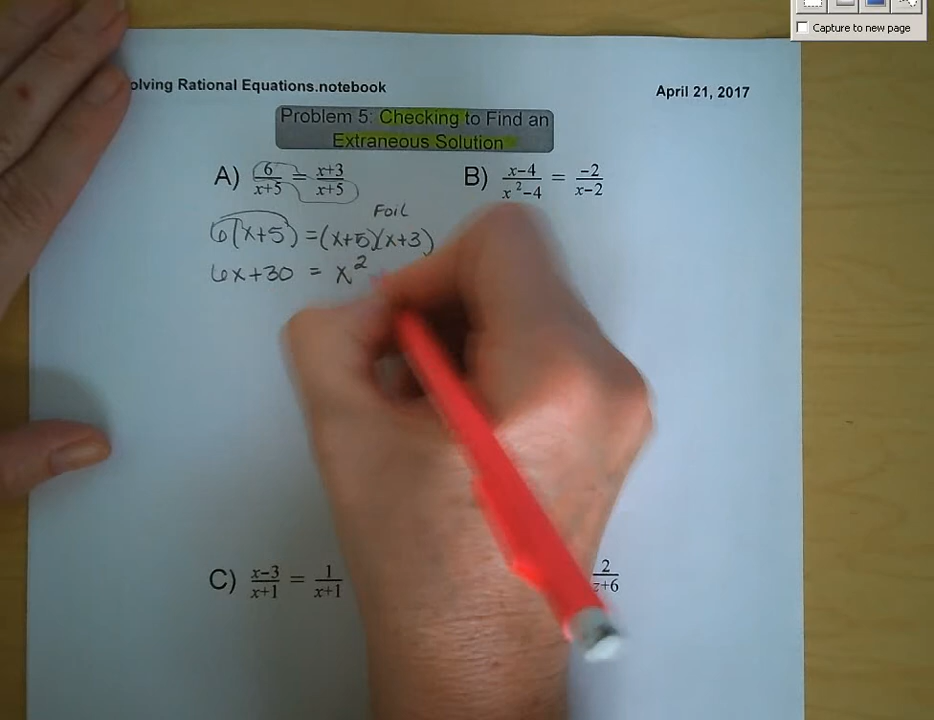 Capture to new page
olving Rational Equations.notebook
April 21, 2017
Problem 5: Checking to Find an
Extraneous Solution
A) 6/x+5 = x+3/x+5
B) x-4/x²-4 = -2/x-2
Foil
6(x+5) = (x+5)(x+3)
6x+30 = x²
C) x-3/x+1 = 1/x+1
2/z+6